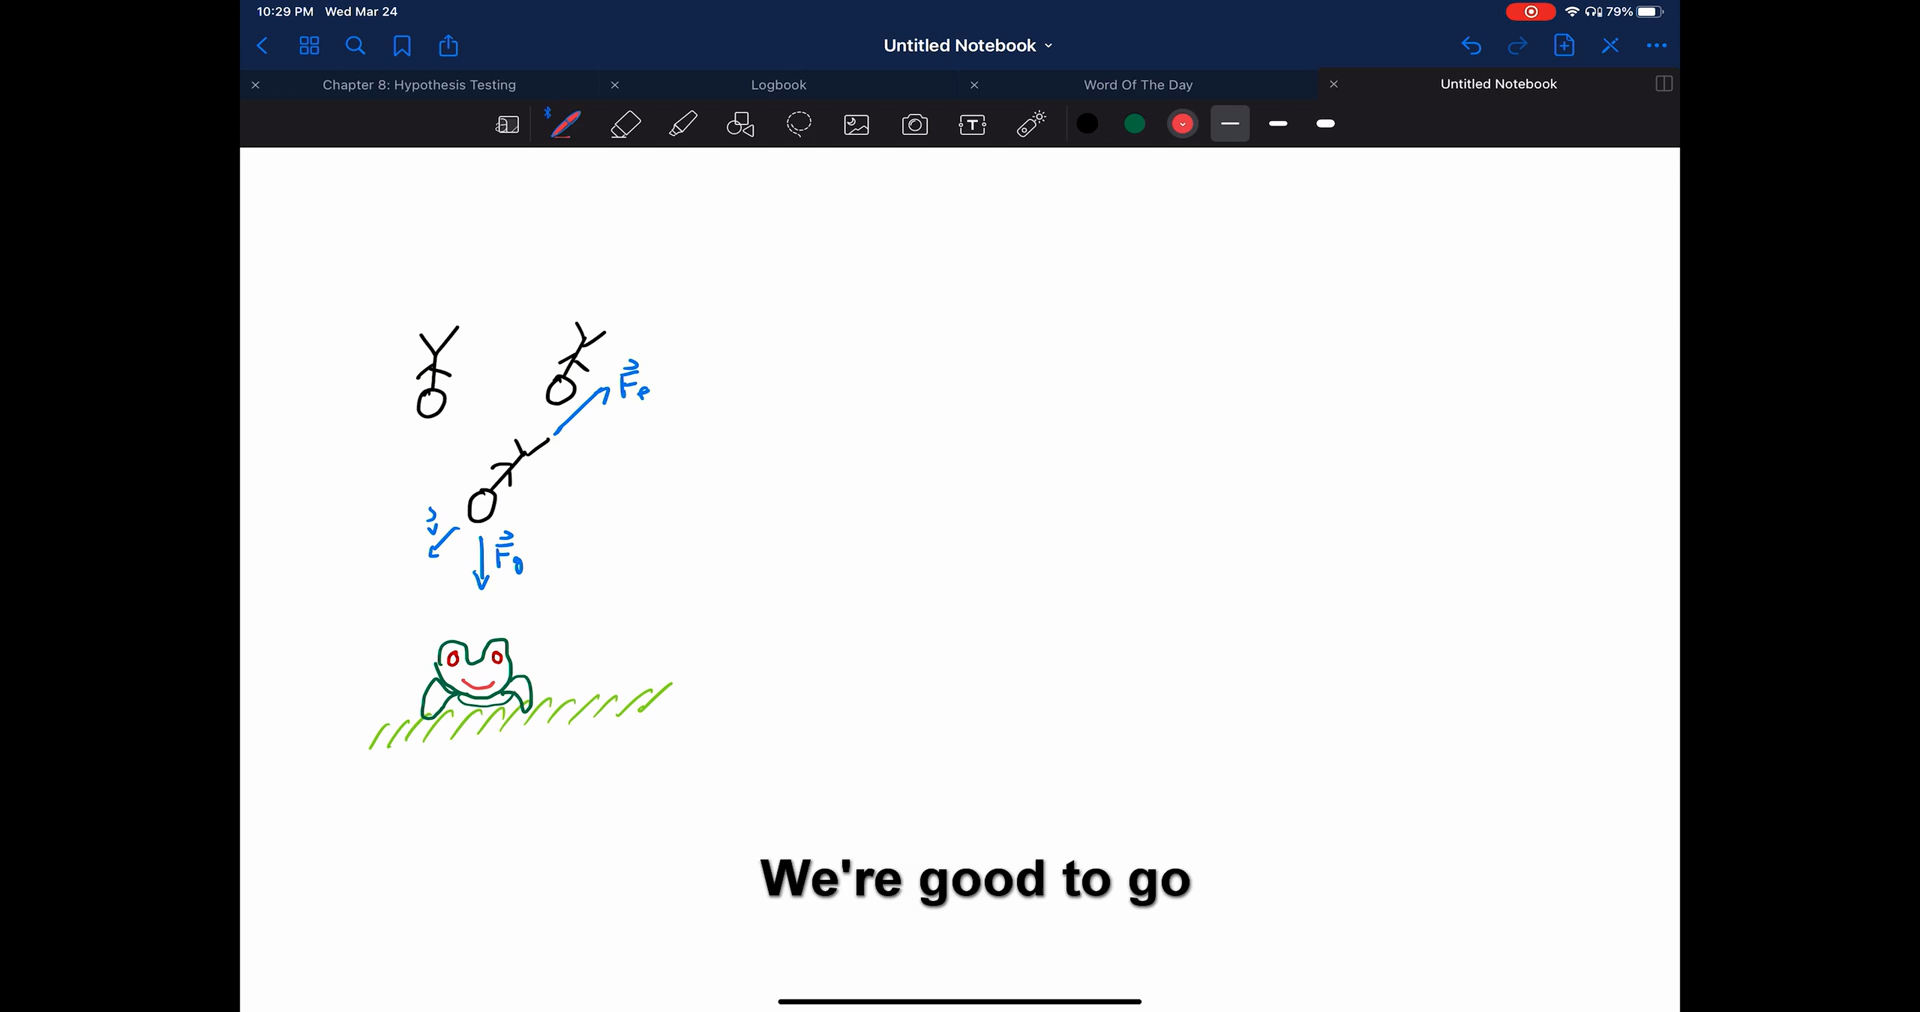 10:29 PM Wed Mar 24
79%
Untitled Notebook
Chapter 8: Hypothesis Testing
Logbook
Word Of The Day
Untitled Notebook
T
F
v
F g
We're good to go